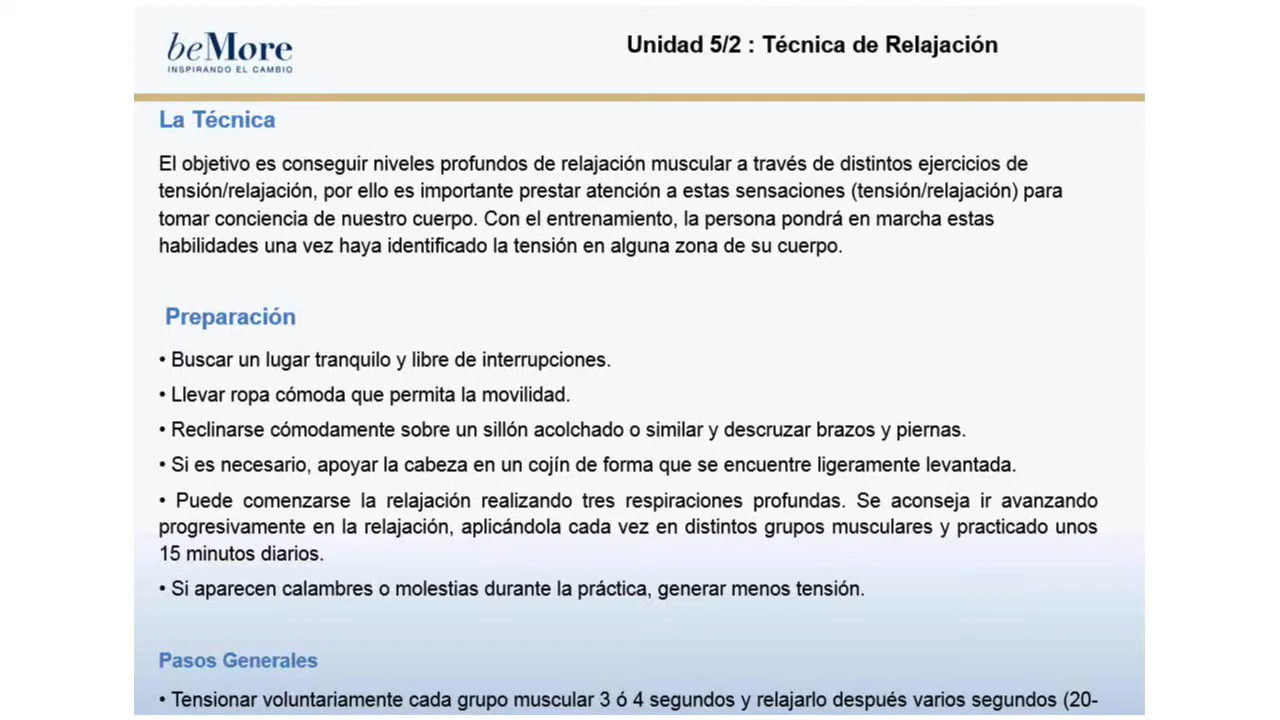 beMore
INSPIRANDO EL CAMBIO
Unidad 5/2 : Técnica de Relajación
La Técnica
El objetivo es conseguir niveles profundos de relajación muscular a través de distintos ejercicios de
tensión/relajación, por ello es importante prestar atención a estas sensaciones (tensión/relajación) para
tomar conciencia de nuestro cuerpo. Con el entrenamiento, la persona pondrá en marcha estas
habilidades una vez haya identificado la tensión en alguna zona de su cuerpo.
Preparación
• Buscar un lugar tranquilo y libre de interrupciones.
• Llevar ropa cómoda que permita la movilidad.
• Reclinarse cómodamente sobre un sillón acolchado o similar y descruzar brazos y piernas.
• Si es necesario, apoyar la cabeza en un cojín de forma que se encuentre ligeramente levantada.
• Puede comenzarse la relajación realizando tres respiraciones profundas. Se aconseja ir avanzando
progresivamente en la relajación, aplicándola cada vez en distintos grupos musculares y practicado unos
15 minutos diarios.
• Si aparecen calambres o molestias durante la práctica, generar menos tensión.
Pasos Generales
• Tensionar voluntariamente cada grupo muscular 3 ó 4 segundos y relajarlo después varios segundos (20-